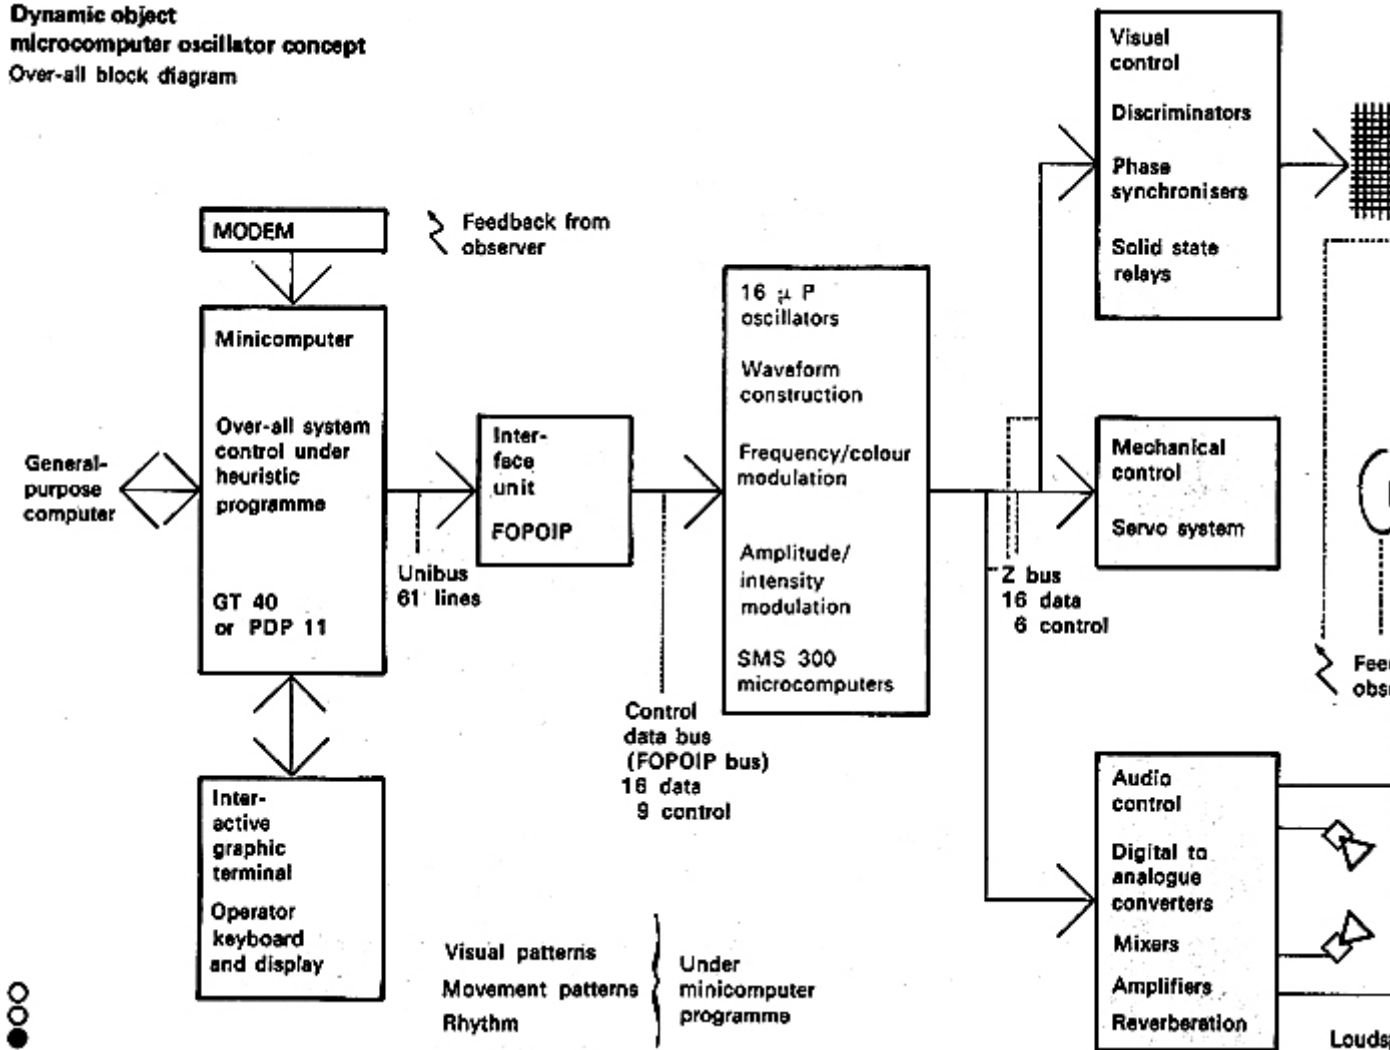 Dynamic object
microcomputer oscillator concept
Over-all block diagram
MODEM
Feedback from
observer
Minicomputer
Over-all system
control under
heuristic
programme
GT 40
or PDP 11
General-
purpose
computer
Inter-
active
graphic
terminal
Operator
keyboard
and display
Unibus
61 lines
Inter-
face
unit
FOPOIP
Control
data bus
(FOPOIP bus)
16 data
9 control
16 μ P
oscillators
Waveform
construction
Frequency/colour
modulation
Amplitude/
intensity
modulation
SMS 300
microcomputers
Z bus
16 data
6 control
Visual
control
Discriminators
Phase
synchronisers
Solid state
relays
Mechanical
control
Servo system
Audio
control
Digital to
analogue
converters
Mixers
Amplifiers
Reverberation
Visual patterns
Movement patterns
Rhythm
Under
minicomputer
programme